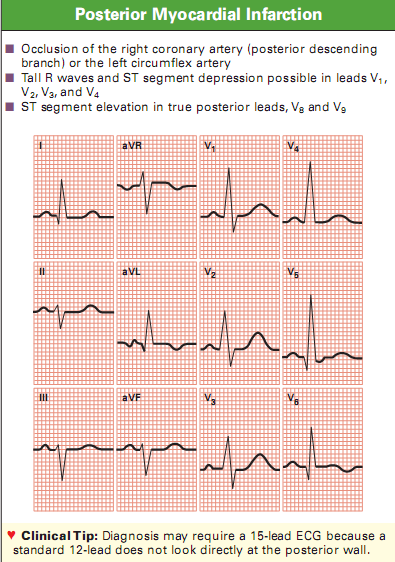 Posterior Myocardial Infarction
■ Occlusion of the right coronary artery (posterior descending
branch) or the left circumflex artery
■ Tall R waves and ST segment depression possible in leads V₁,
V₂, V₃, and V₄
■ ST segment elevation in true posterior leads, V₈ and V₉
I aVR V₁ V₄
II aVL V₂ V₅
III aVF V₃ V₆
♥ Clinical Tip: Diagnosis may require a 15-lead ECG because a
standard 12-lead does not look directly at the posterior wall.